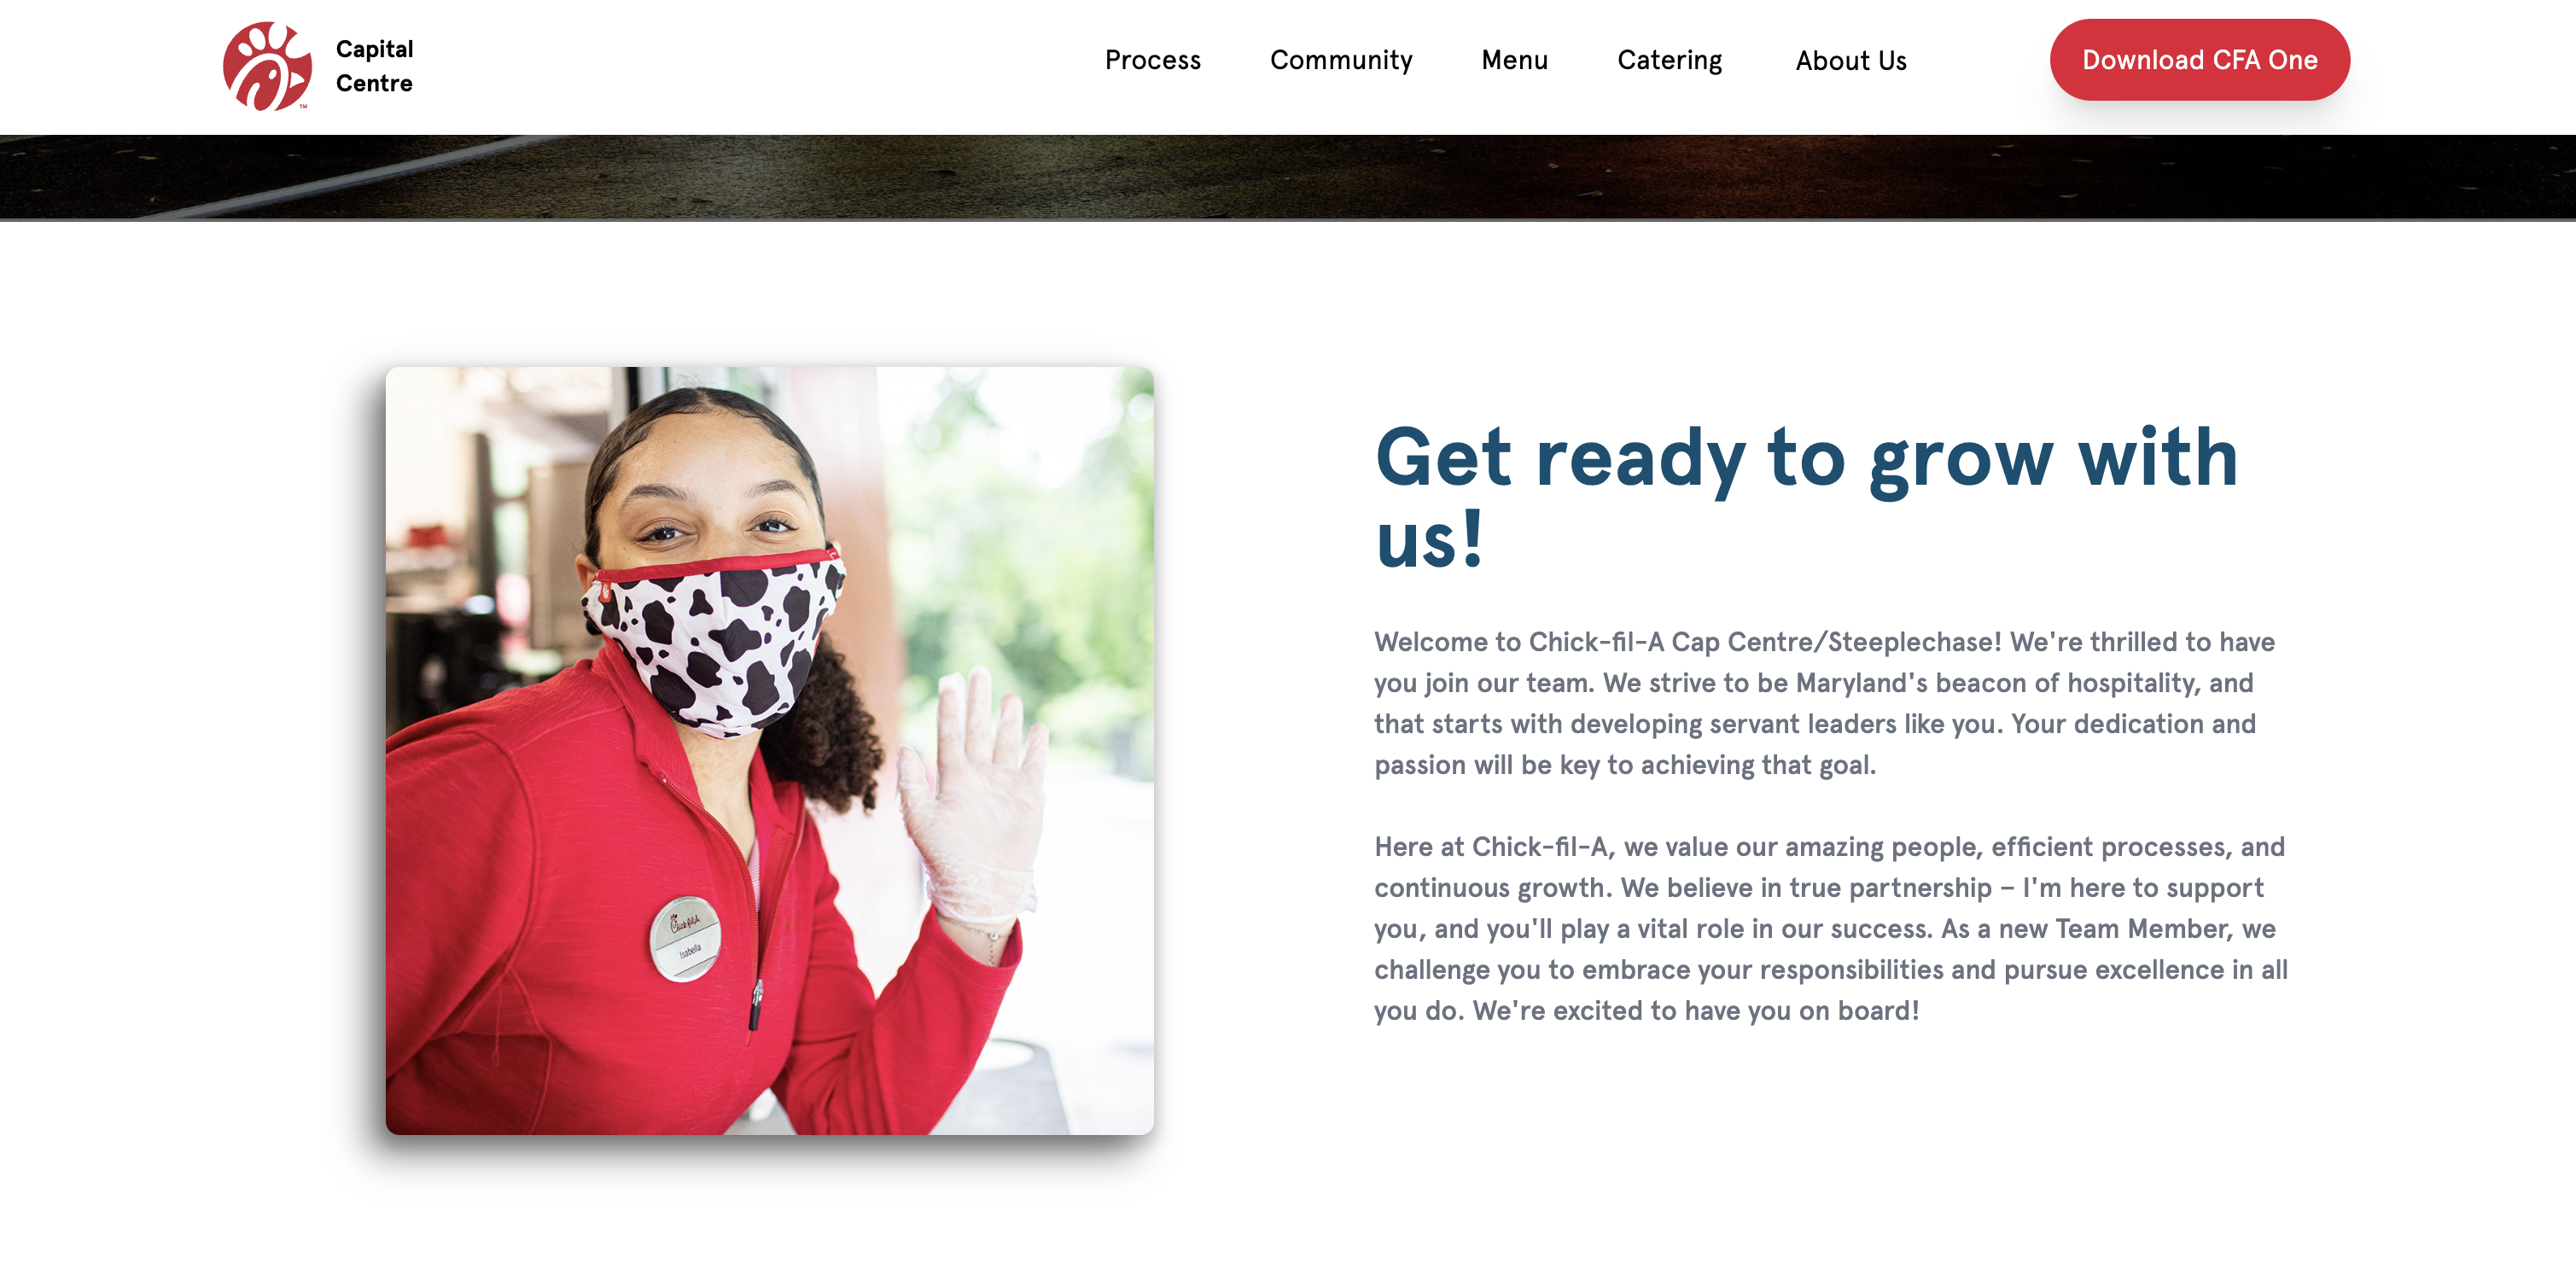 Capital
Centre
Process Community Menu Catering About Us Download CFA One
TM
Get ready to grow with
us!
Welcome to Chick-fil-A Cap Centre/Steeplechase! We're thrilled to have
you join our team. We strive to be Maryland's beacon of hospitality, and
that starts with developing servant leaders like you. Your dedication and
passion will be key to achieving that goal.
Here at Chick-fil-A, we value our amazing people, efficient processes, and
continuous growth. We believe in true partnership – I'm here to support
you, and you'll play a vital role in our success. As a new Team Member, we
challenge you to embrace your responsibilities and pursue excellence in all
you do. We're excited to have you on board!
Chick-fil-A
Isabella